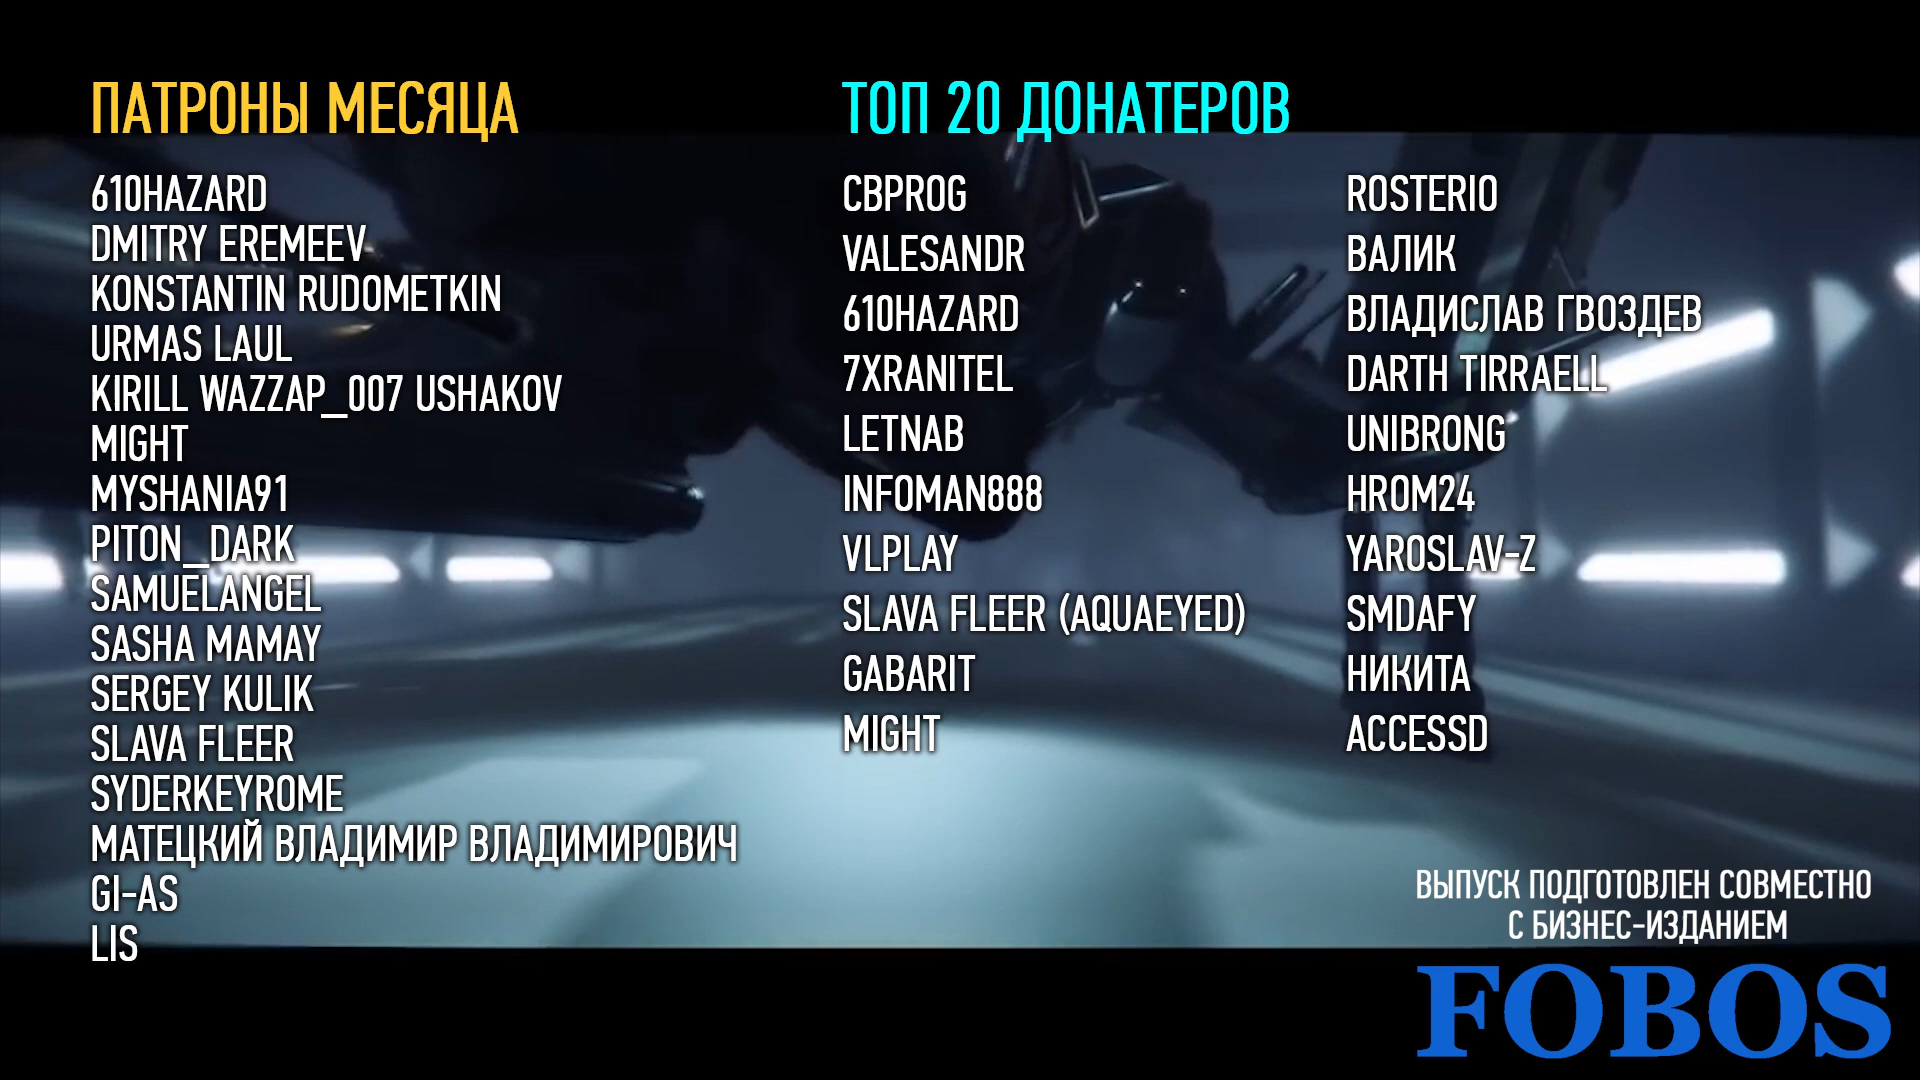 ПАТРОНЫ МЕСЯЦА
610HAZARD
DMITRY EREMEEV
KONSTANTIN RUDOMETKIN
URMAS LAUL
KIRILL WAZZAP_007 USHAKOV
MIGHT
MYSHANIA91
PITON_DARK
SAMUELANGEL
SASHA MAMAY
SERGEY KULIK
SLAVA FLEER
SYDERKEYROME
МАТЕЦКИЙ ВЛАДИМИР ВЛАДИМИРОВИЧ
GI-AS
LIS
ТОП 20 ДОНАТЕРОВ
CBPROG
VALESANDR
610HAZARD
7XRANITEL
LETNAB
INFOMAN888
VLPLAY
SLAVA FLEER (AQUAEYED)
GABARIT
MIGHT
ROSTERIO
ВАЛИК
ВЛАДИСЛАВ ГВОЗДЕВ
DARTH TIRRAELL
UNIBRONG
HROM24
YAROSLAV-Z
SMDAFY
НИКИТА
ACCESSD
ВЫПУСК ПОДГОТОВЛЕН СОВМЕСТНО
С БИЗНЕС-ИЗДАНИЕМ
FOBOS